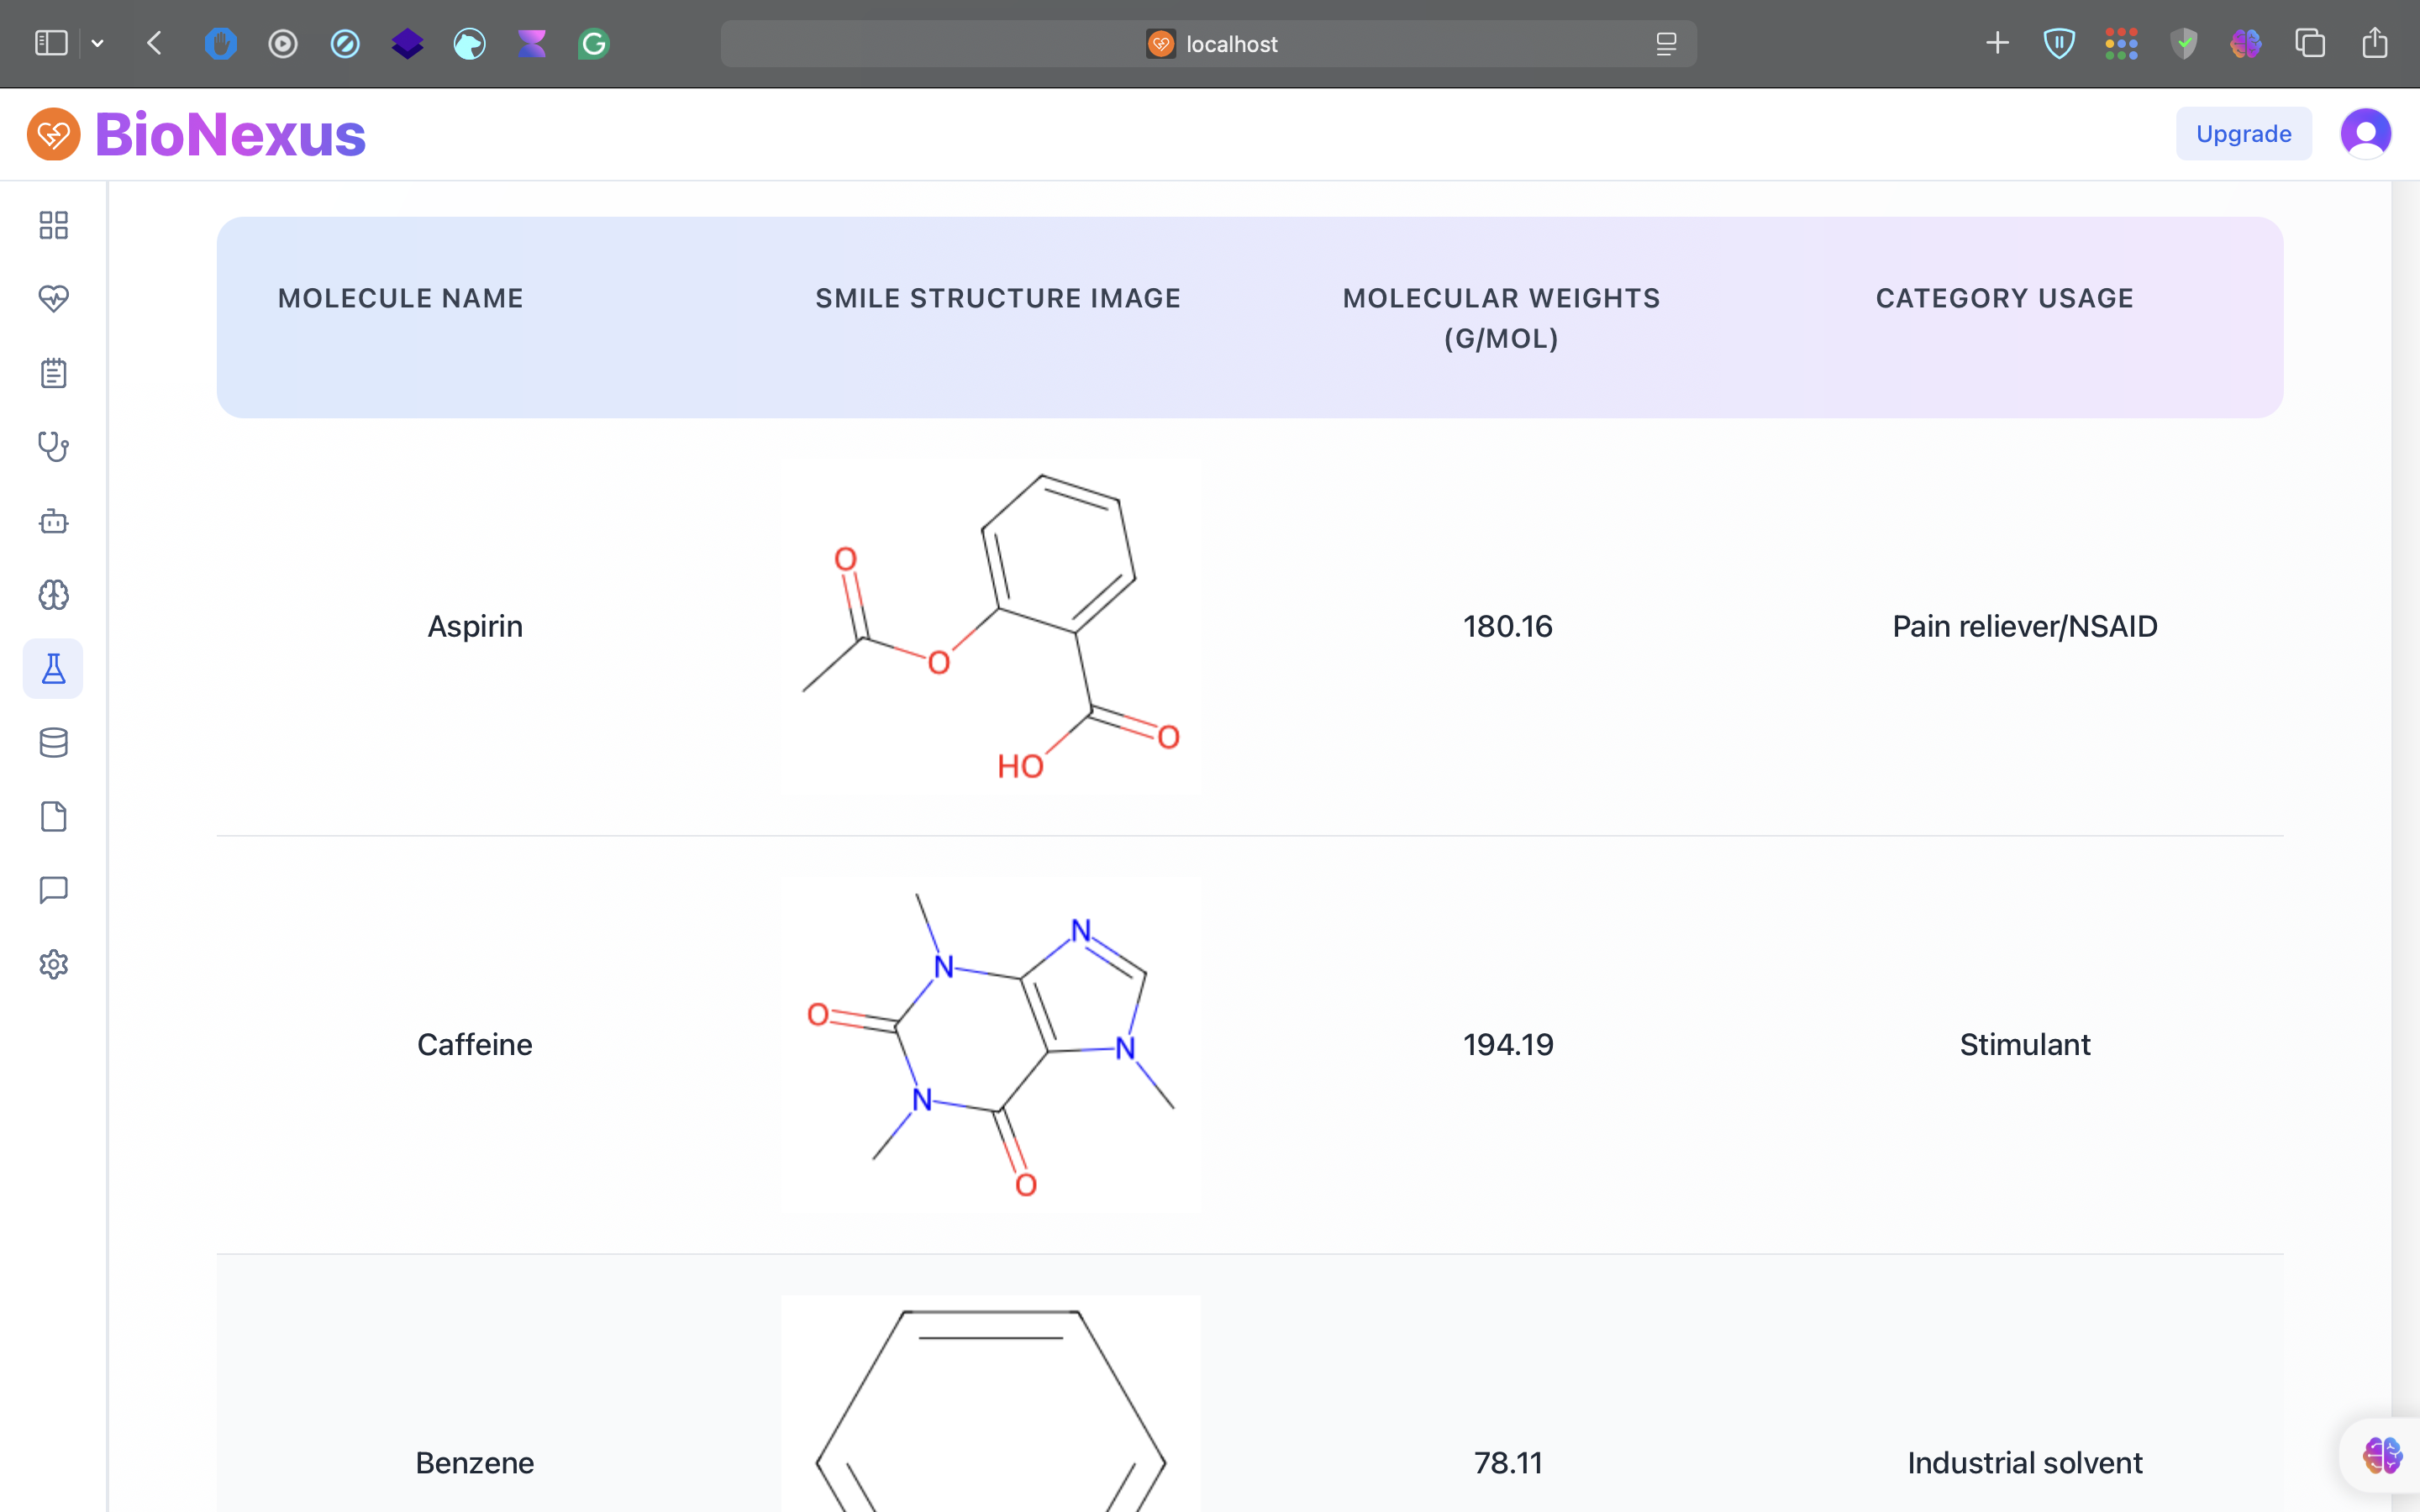 localhost
BioNexus
Upgrade
MOLECULE NAME
SMILE STRUCTURE IMAGE
MOLECULAR WEIGHTS
(G/MOL)
CATEGORY USAGE
Aspirin
O
O
O
HO
180.16
Pain reliever/NSAID
Caffeine
N
N
O
N
N
O
194.19
Stimulant
Benzene
78.11
Industrial solvent